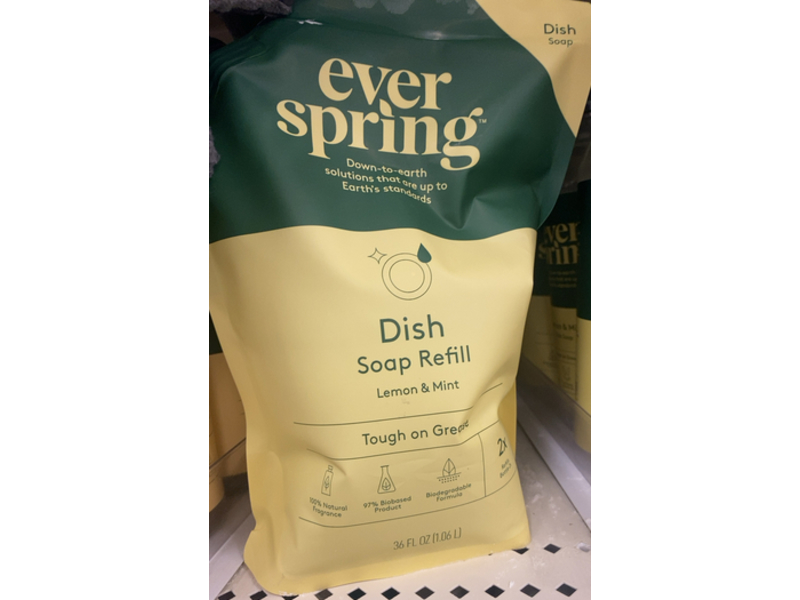 Dish
Soap
ever
spring™
Down-to-earth
solutions that are up to
Earth's standards
Dish
Soap Refill
Lemon & Mint
Tough on Grease
2x
100% Natural
Fragrance
97% Biobased
Product
Biodegradable
Formula
36 FL OZ (1.06 L)